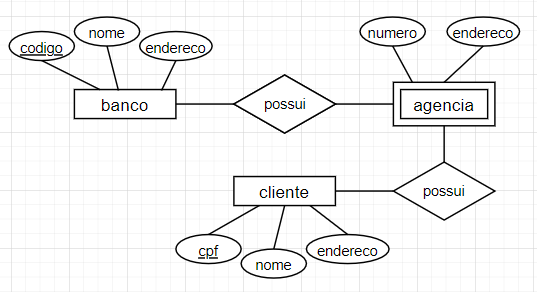 codigo
nome
endereco
banco
possui
numero
endereco
agencia
possui
cliente
cpf
nome
endereco